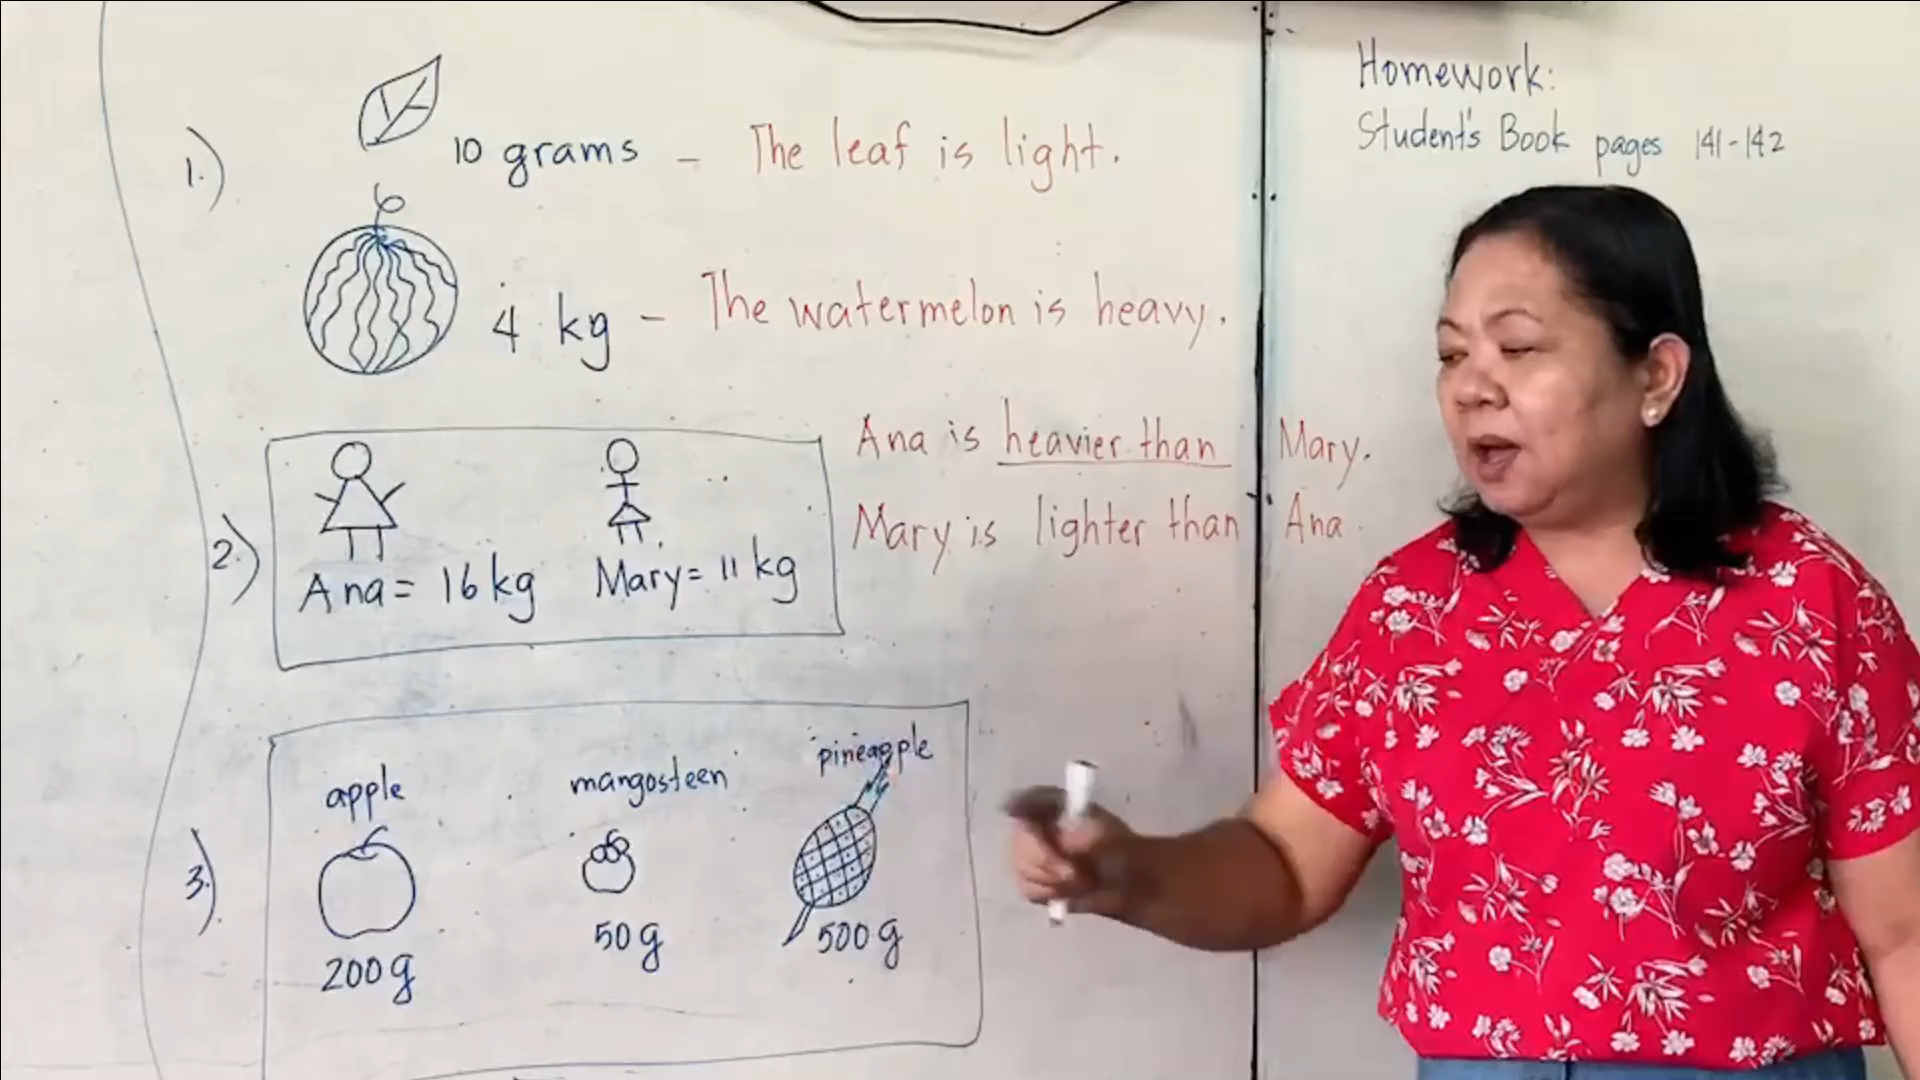 1.)
10 grams - The leaf is light.
4 kg - The watermelon is heavy.
2.)
Ana = 16 kg
Mary = 11 kg
Ana is heavier than Mary.
Mary is lighter than Ana.
3.)
apple
mangosteen
pineapple
200g
50g
500g
Homework:
Student's Book pages 141-142